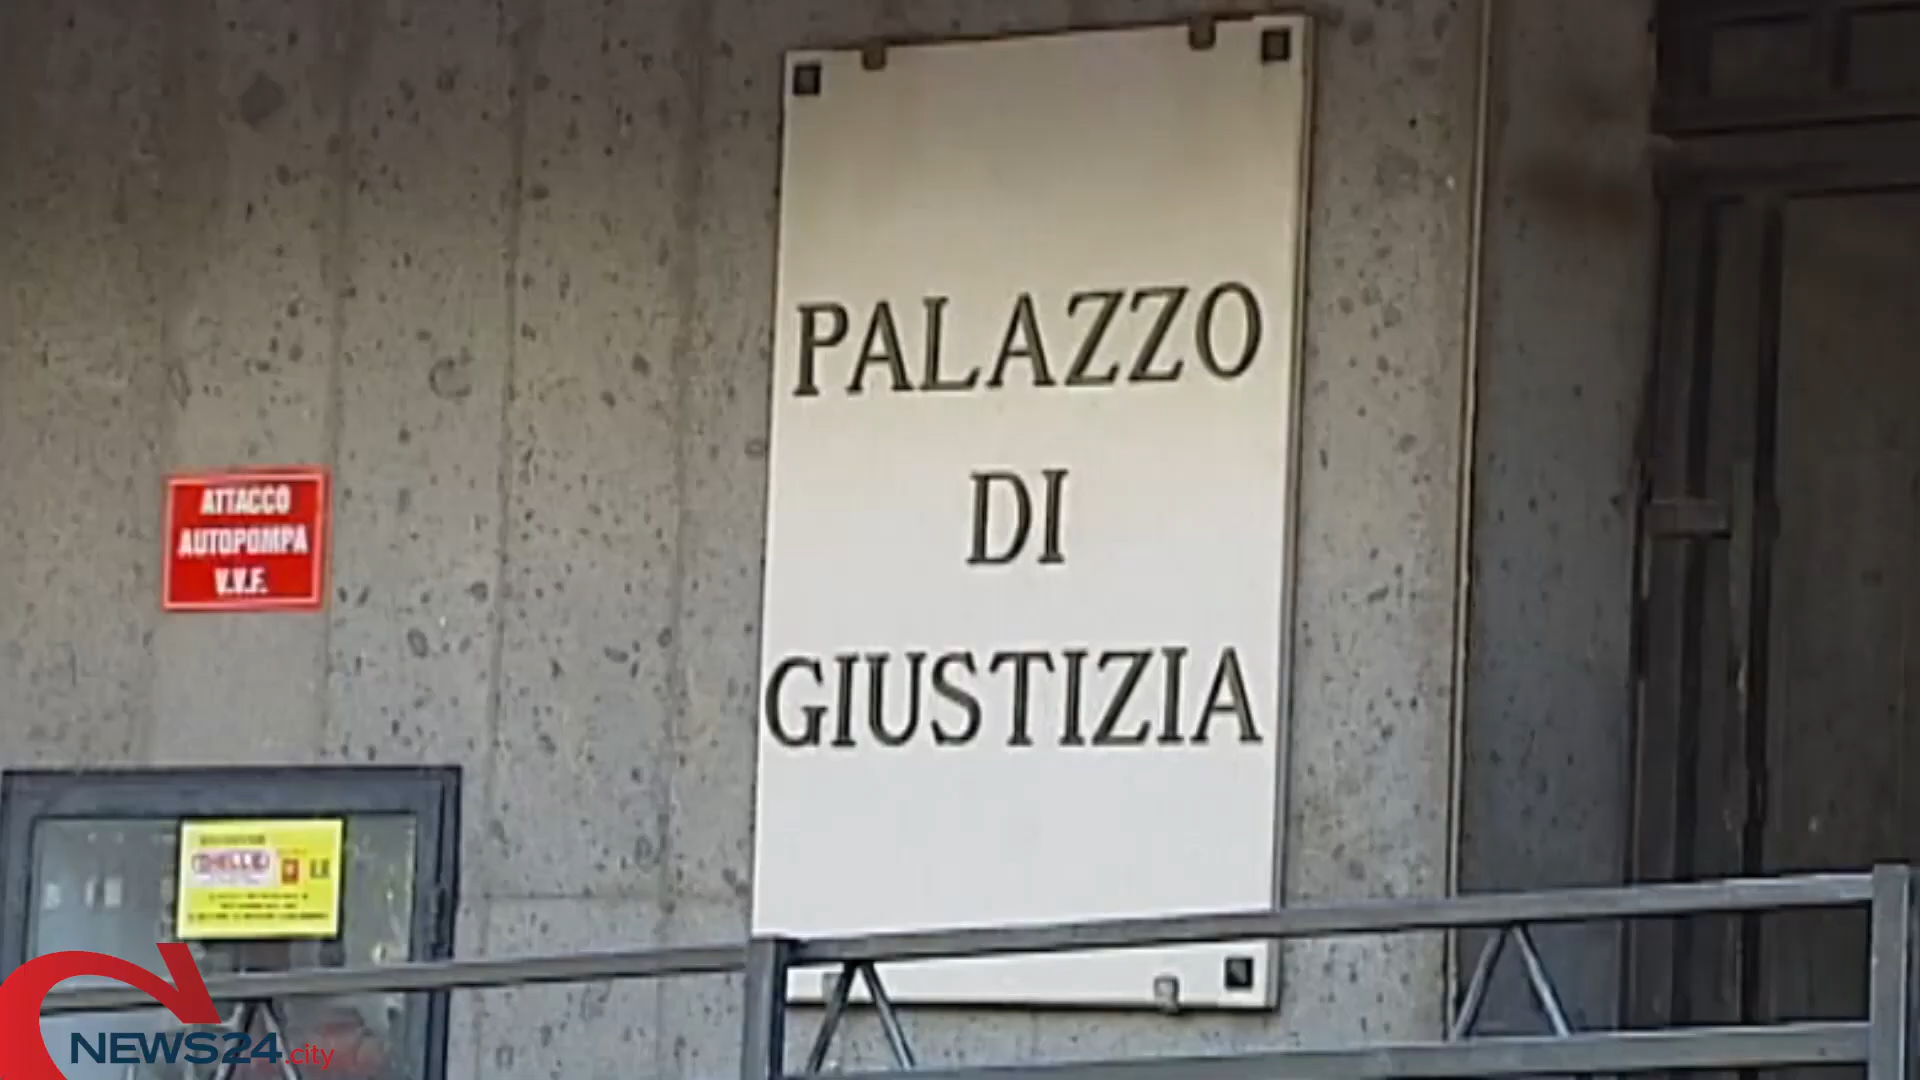 PALAZZO
DI
GIUSTIZIA
ATTACCO
AUTOPOMPA
V.V.F.
NEWS24.city